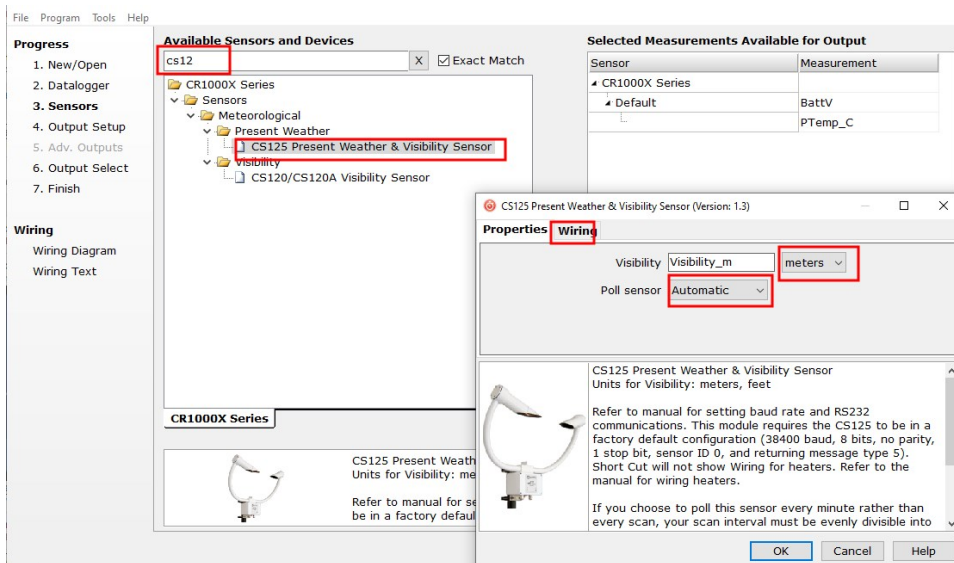 File Program Tools Help
Progress
1. New/Open
2. Datalogger
3. Sensors
4. Output Setup
5. Adv. Outputs
6. Output Select
7. Finish
Wiring
Wiring Diagram
Wiring Text
Available Sensors and Devices
cs12 X Exact Match
CR1000X Series
Sensors
Meteorological
Present Weather
CS125 Present Weather & Visibility Sensor
Visibility
CS120/CS120A Visibility Sensor
CR1000X Series
CS125 Present Weath
Units for Visibility: me
Refer to manual for se
be in a factory defaul
Selected Measurements Available for Output
Sensor Measurement
CR1000X Series
Default BattV
PTemp_C
CS125 Present Weather & Visibility Sensor (Version: 1.3)
Properties Wiring
Visibility Visibility_m meters
Poll sensor Automatic
CS125 Present Weather & Visibility Sensor
Units for Visibility: meters, feet
Refer to manual for setting baud rate and RS232
communications. This module requires the CS125 to be in a
factory default configuration (38400 baud, 8 bits, no parity,
1 stop bit, sensor ID 0, and returning message type 5).
Short Cut will not show Wiring for heaters. Refer to the
manual for wiring heaters.
If you choose to poll this sensor every minute rather than
every scan, your scan interval must be evenly divisible into
OK Cancel Help